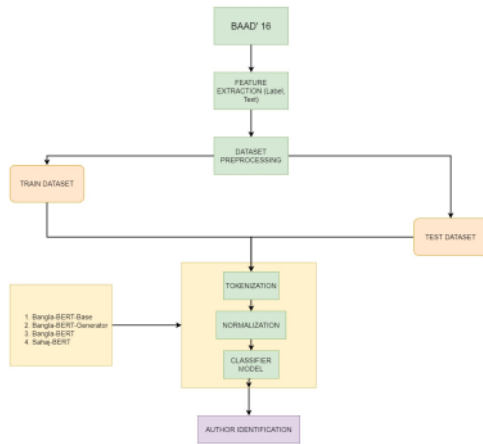 BAAD' 16
FEATURE
EXTRACTION (Label,
Text)
DATASET
PREPROCESSING
TRAIN DATASET
TEST DATASET
TOKENIZATION
1. Bangla-BERT-Base
2. Bangla-BERT-Generator
3. Bangla-BERT
4. Sahaj-BERT
NORMALIZATION
CLASSIFIER
MODEL
AUTHOR IDENTIFICATION